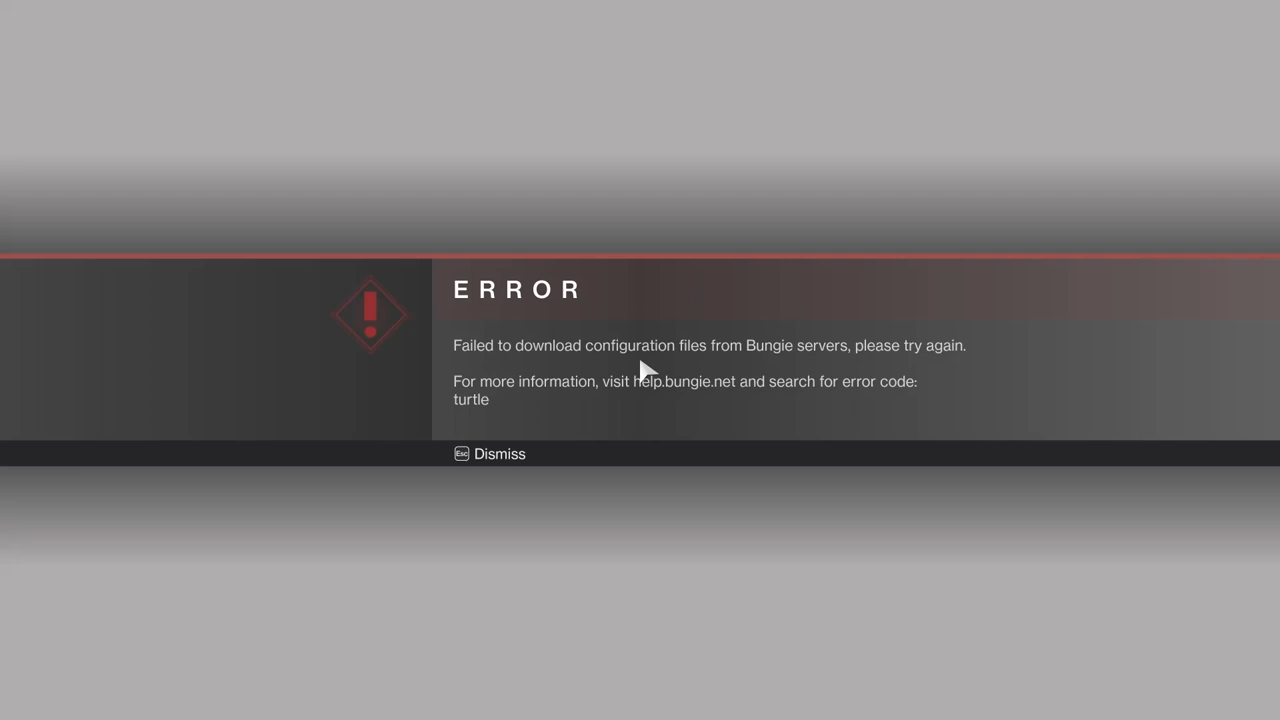 ERROR
Failed to download configuration files from Bungie servers, please try again.
For more information, visit help.bungie.net and search for error code:
turtle
Esc Dismiss